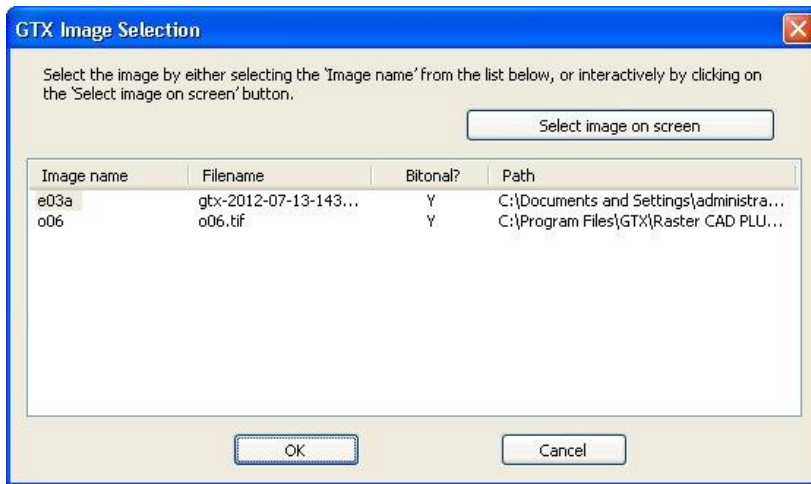 GTX Image Selection
Select the image by either selecting the 'Image name' from the list below, or interactively by clicking on
the 'Select image on screen' button.
Select image on screen
Image name Filename Bitonal? Path
e03a gtx-2012-07-13-143... Y C:\Documents and Settings\administra...
o06 o06.tif Y C:\Program Files\GTX\Raster CAD PLU...
OK Cancel